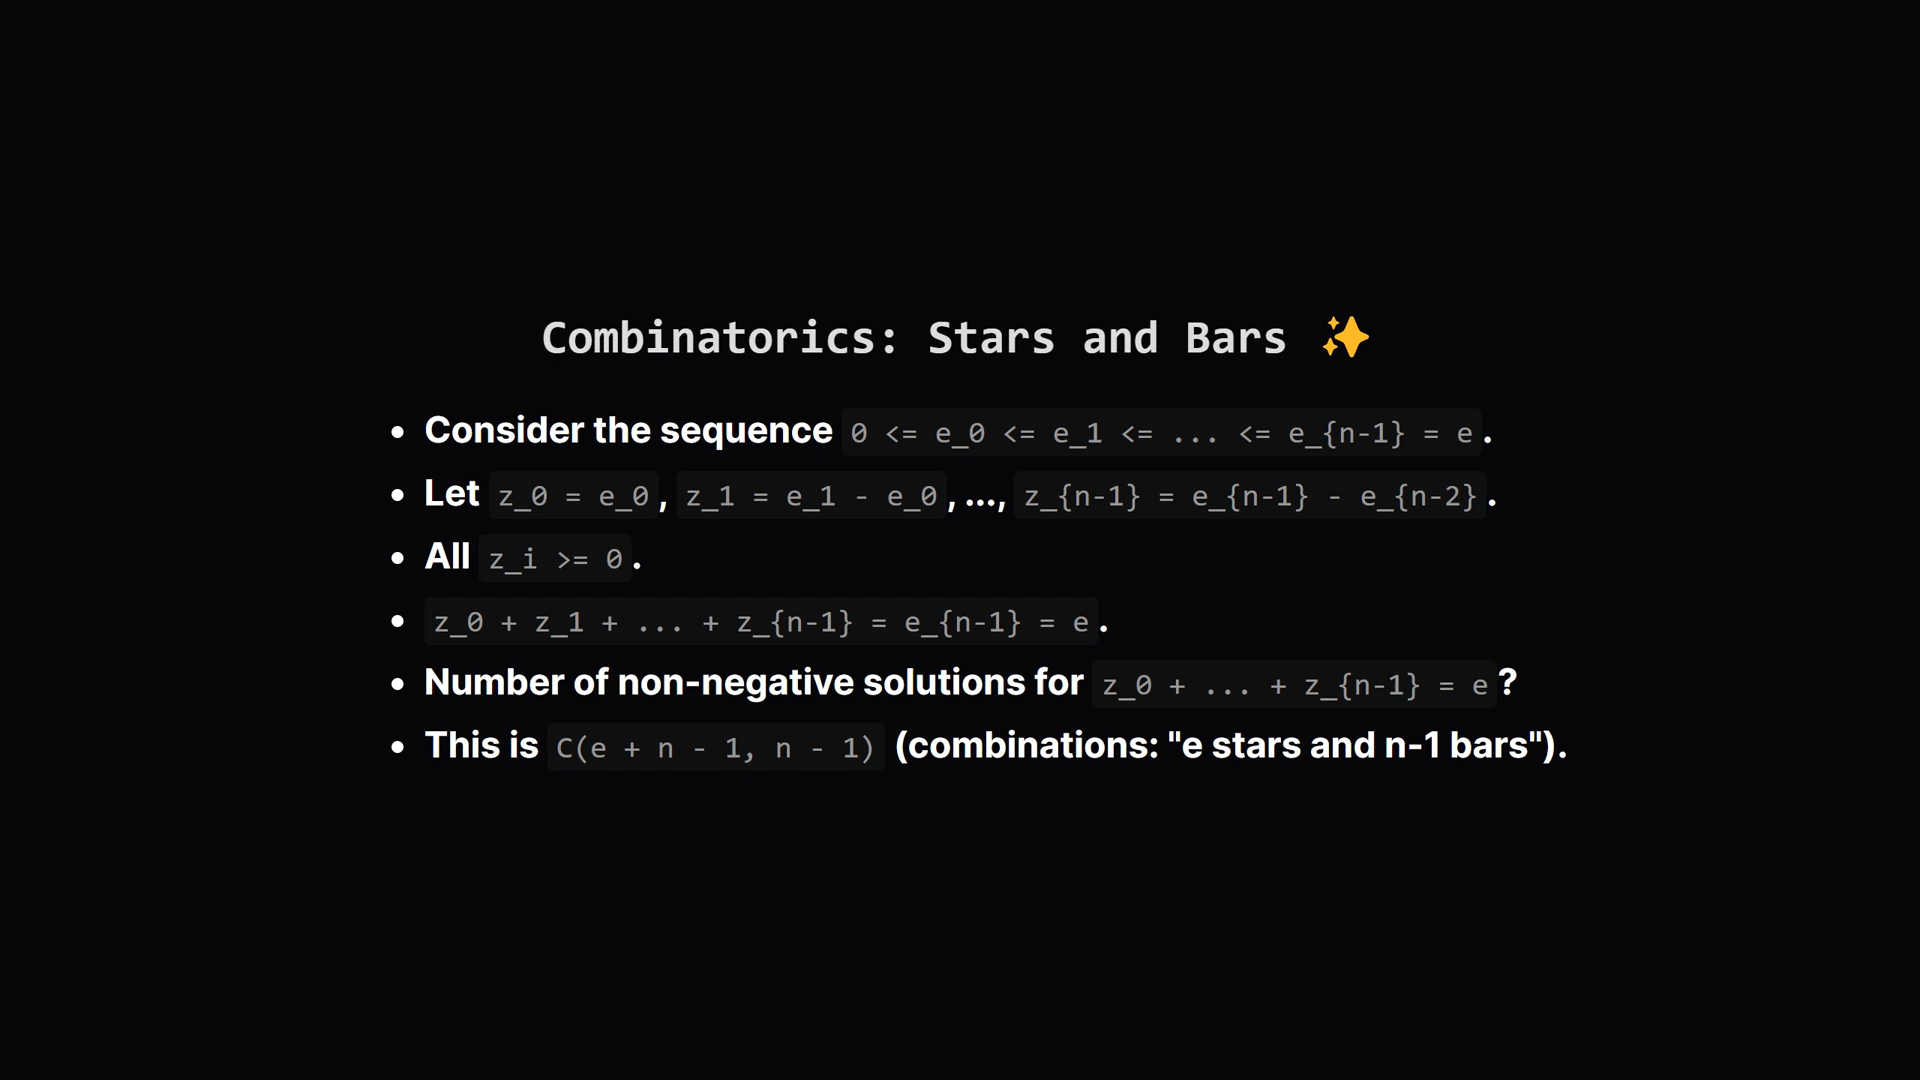 Combinatorics: Stars and Bars ✨
• Consider the sequence 0 <= e_0 <= e_1 <= ... <= e_{n-1} = e.
• Let z_0 = e_0, z_1 = e_1 - e_0, ..., z_{n-1} = e_{n-1} - e_{n-2}.
• All z_i >= 0.
• z_0 + z_1 + ... + z_{n-1} = e_{n-1} = e.
• Number of non-negative solutions for z_0 + ... + z_{n-1} = e?
• This is C(e + n - 1, n - 1) (combinations: "e stars and n-1 bars").